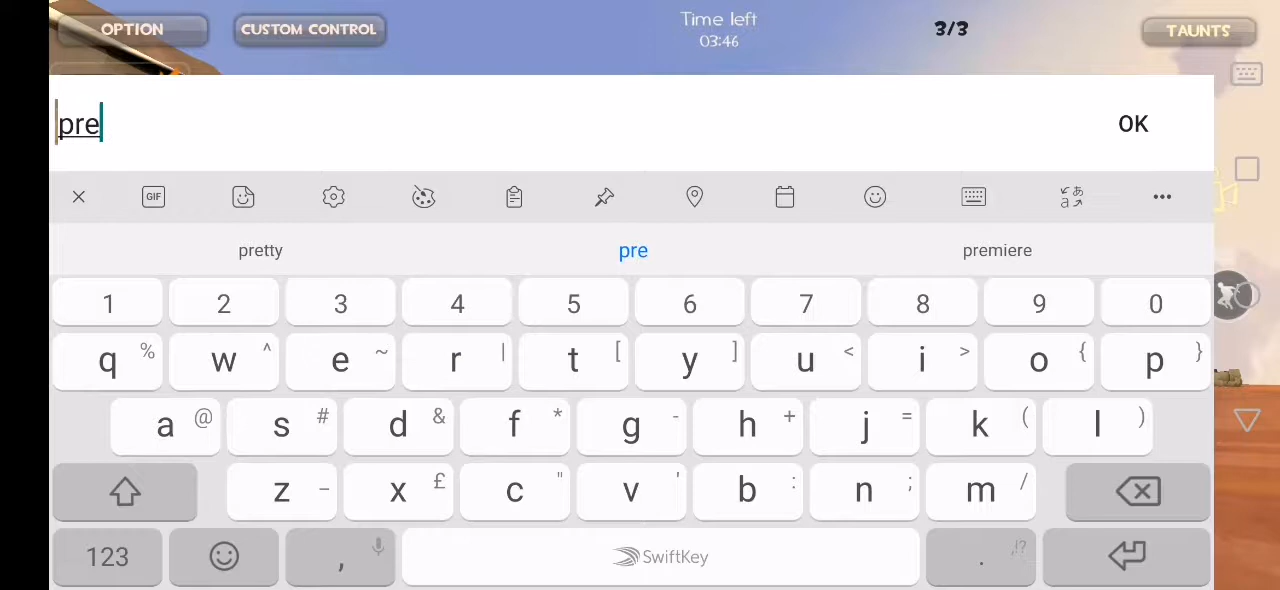 OPTION CUSTOM CONTROL Time left 3/3 TAUNTS
03:46
pre OK
GIF
pretty pre premiere
1 2 3 4 5 6 7 8 9 0
q % w ^ e ~ r | t [ y ] u < i > o { p }
a @ s # d & f * g - h + j = k ( l )
z _ x £ c " v ' b : n ; m /
123 , SwiftKey . ,!?